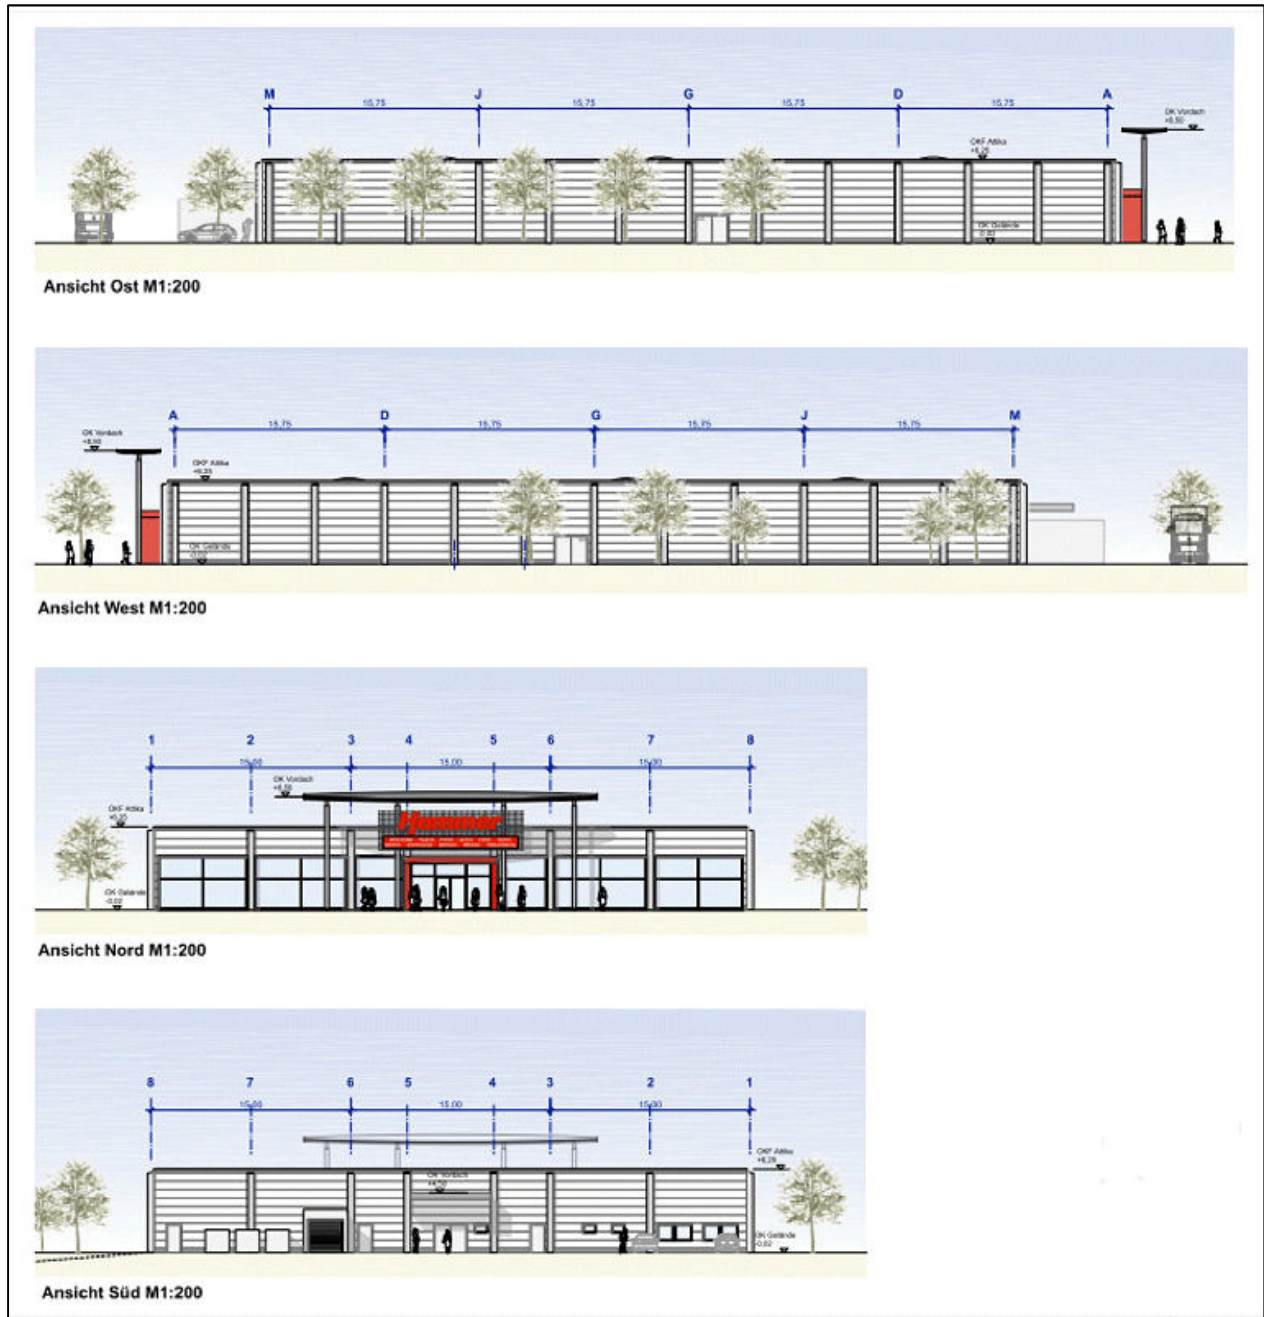 M J G D A
15,75 15,75 15,75 15,75
OK Vordach
+8,50
OKF Attika
+6,25
OK Gelände
-0,02
Ansicht Ost M1:200
A D G J M
15,75 15,75 15,75 15,75
OK Vordach
+8,50
OKF Attika
+6,25
OK Gelände
-0,02
Ansicht West M1:200
1 2 3 4 5 6 7 8
15,00 15,00 15,00
OK Vordach
+8,50
OKF Attika
+6,25
Hammer
OK Gelände
-0,02
Ansicht Nord M1:200
8 7 6 5 4 3 2 1
15,00 15,00 15,00
OKF Attika
+6,25
OK Vordach
OK Gelände
-0,02
Ansicht Süd M1:200